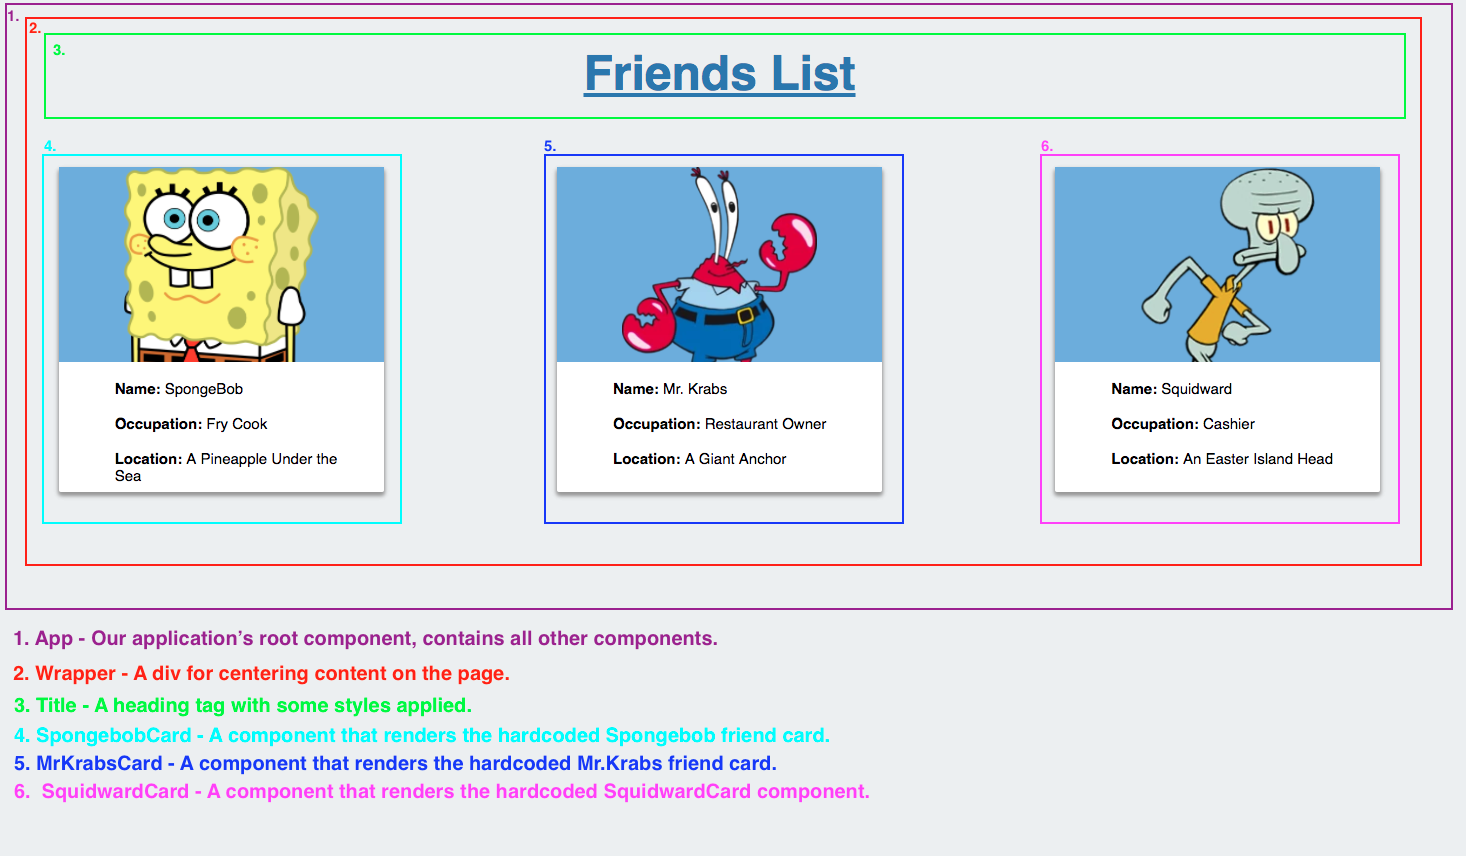 1.
2.
3.
Friends List
4.
5.
6.
Name: SpongeBob
Occupation: Fry Cook
Location: A Pineapple Under the
Sea
Name: Mr. Krabs
Occupation: Restaurant Owner
Location: A Giant Anchor
Name: Squidward
Occupation: Cashier
Location: An Easter Island Head
1. App - Our application’s root component, contains all other components.
2. Wrapper - A div for centering content on the page.
3. Title - A heading tag with some styles applied.
4. SpongebobCard - A component that renders the hardcoded Spongebob friend card.
5. MrKrabsCard - A component that renders the hardcoded Mr.Krabs friend card.
6.  SquidwardCard - A component that renders the hardcoded SquidwardCard component.